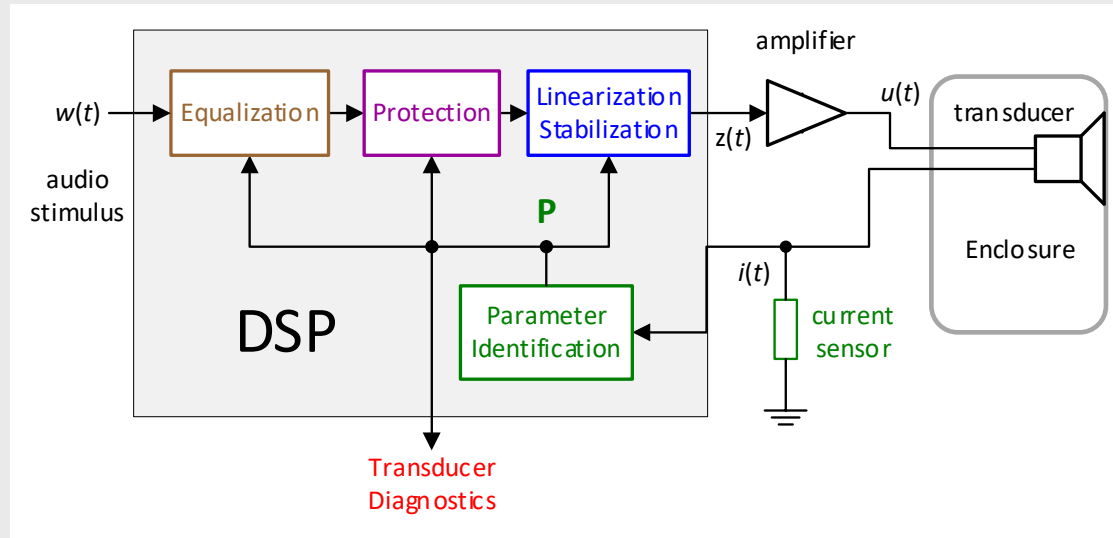 amplifier
w(t)
audio
stimulus
Equalization
Protection
Linearization
Stabilization
z(t)
u(t)
transducer
Enclosure
P
i(t)
current
sensor
DSP
Parameter
Identification
Transducer
Diagnostics